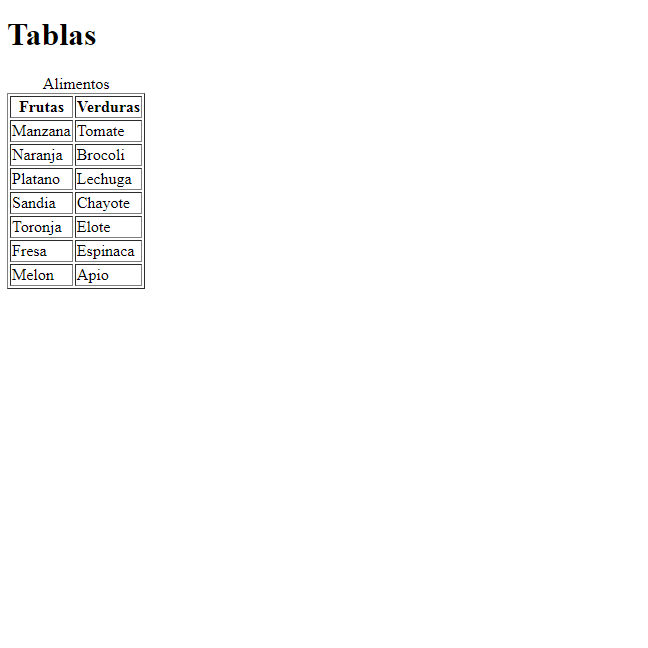 Tablas
Alimentos
Frutas Verduras
Manzana Tomate
Naranja Brocoli
Platano Lechuga
Sandia Chayote
Toronja Elote
Fresa Espinaca
Melon Apio